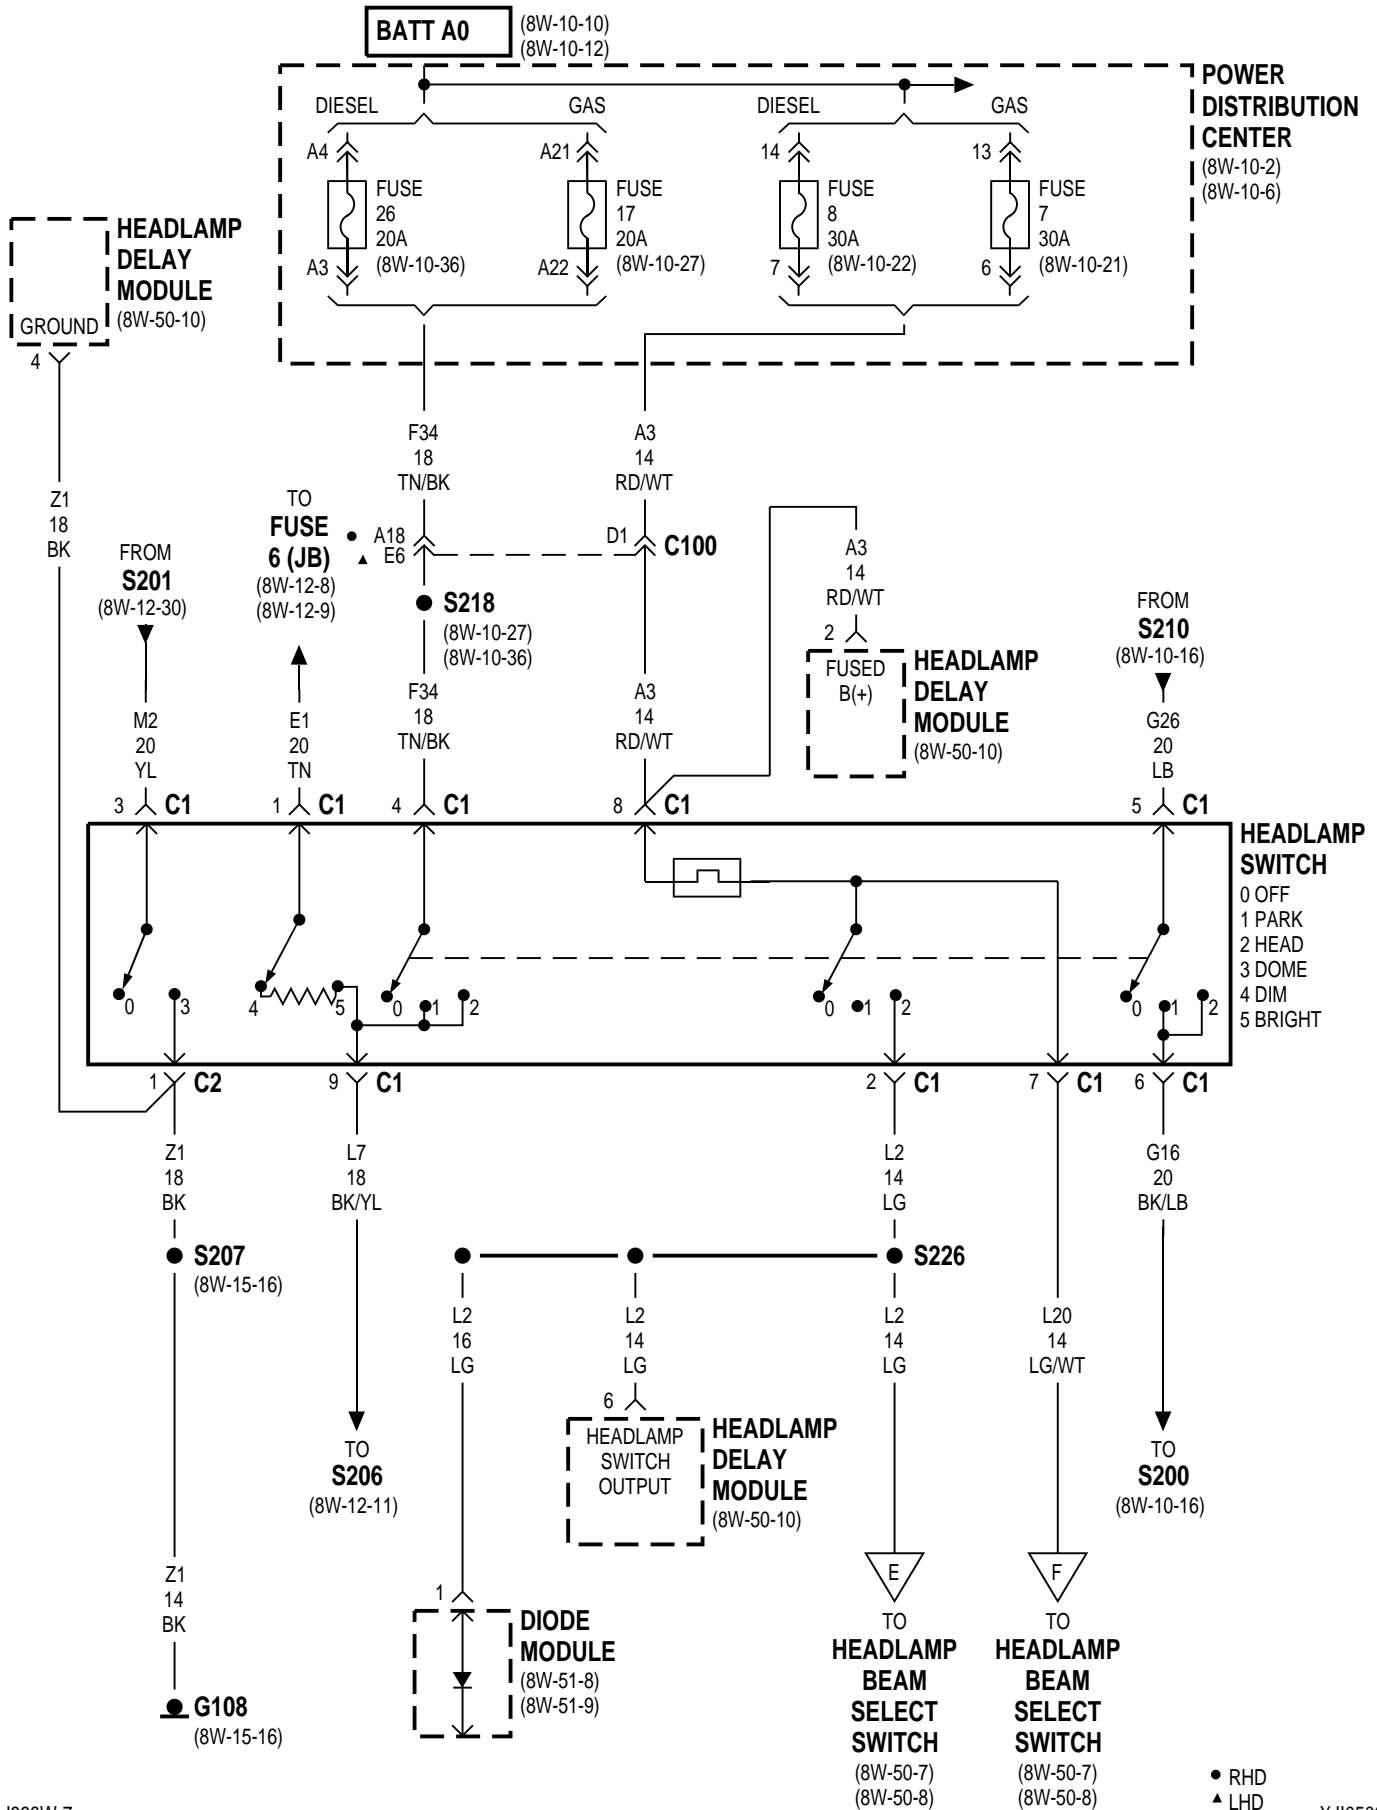 BATT A0
(8W-10-10)
(8W-10-12)
POWER
DISTRIBUTION
CENTER
(8W-10-2)
(8W-10-6)
DIESEL
GAS
DIESEL
GAS
A4
A21
14
13
FUSE
26
20A
(8W-10-36)
FUSE
17
20A
(8W-10-27)
FUSE
8
30A
(8W-10-22)
FUSE
7
30A
(8W-10-21)
A3
A22
7
6
HEADLAMP
DELAY
MODULE
(8W-50-10)
GROUND
4
Z1
18
BK
F34
18
TN/BK
A3
14
RD/WT
FROM
S201
(8W-12-30)
TO
FUSE
6 (JB)
(8W-12-8)
(8W-12-9)
A18
E6
D1
C100
S218
(8W-10-27)
(8W-10-36)
A3
14
RD/WT
2
FUSED
B(+)
HEADLAMP
DELAY
MODULE
(8W-50-10)
FROM
S210
(8W-10-16)
M2
20
YL
E1
20
TN
F34
18
TN/BK
A3
14
RD/WT
G26
20
LB
3 C1
1 C1
4 C1
8 C1
5 C1
HEADLAMP
SWITCH
0 OFF
1 PARK
2 HEAD
3 DOME
4 DIM
5 BRIGHT
0 3
4 5
0 1 2
0 1 2
0 1 2
1 C2
9 C1
2 C1
7 C1
6 C1
Z1
18
BK
L7
18
BK/YL
L2
14
LG
G16
20
BK/LB
S207
(8W-15-16)
S226
L2
16
LG
L2
14
LG
L2
14
LG
L20
14
LG/WT
6
HEADLAMP
SWITCH
OUTPUT
HEADLAMP
DELAY
MODULE
(8W-50-10)
TO
S206
(8W-12-11)
TO
S200
(8W-10-16)
Z1
14
BK
1
DIODE
MODULE
(8W-51-8)
(8W-51-9)
E
F
TO
HEADLAMP
BEAM
SELECT
SWITCH
(8W-50-7)
(8W-50-8)
TO
HEADLAMP
BEAM
SELECT
SWITCH
(8W-50-7)
(8W-50-8)
G108
(8W-15-16)
RHD
LHD